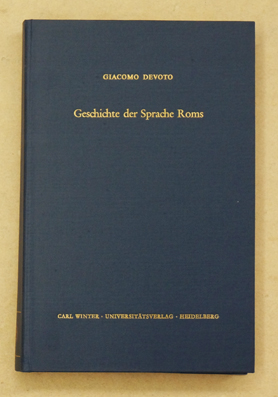 GIACOMO DEVOTO
Geschichte der Sprache Roms
CARL WINTER · UNIVERSITÄTSVERLAG · HEIDELBERG